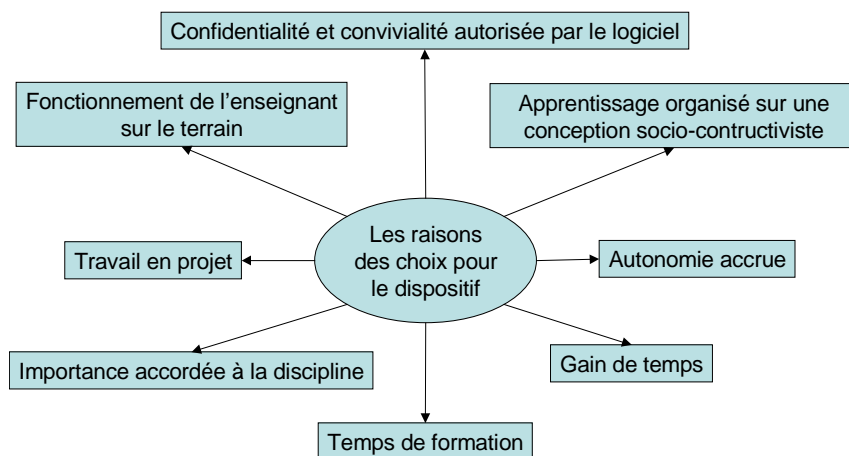 Confidentialité et convivialité autorisée par le logiciel
Fonctionnement de l'enseignant
sur le terrain
Apprentissage organisé sur une
conception socio-contructiviste
Les raisons
des choix pour
le dispositif
Travail en projet
Autonomie accrue
Importance accordée à la discipline
Gain de temps
Temps de formation